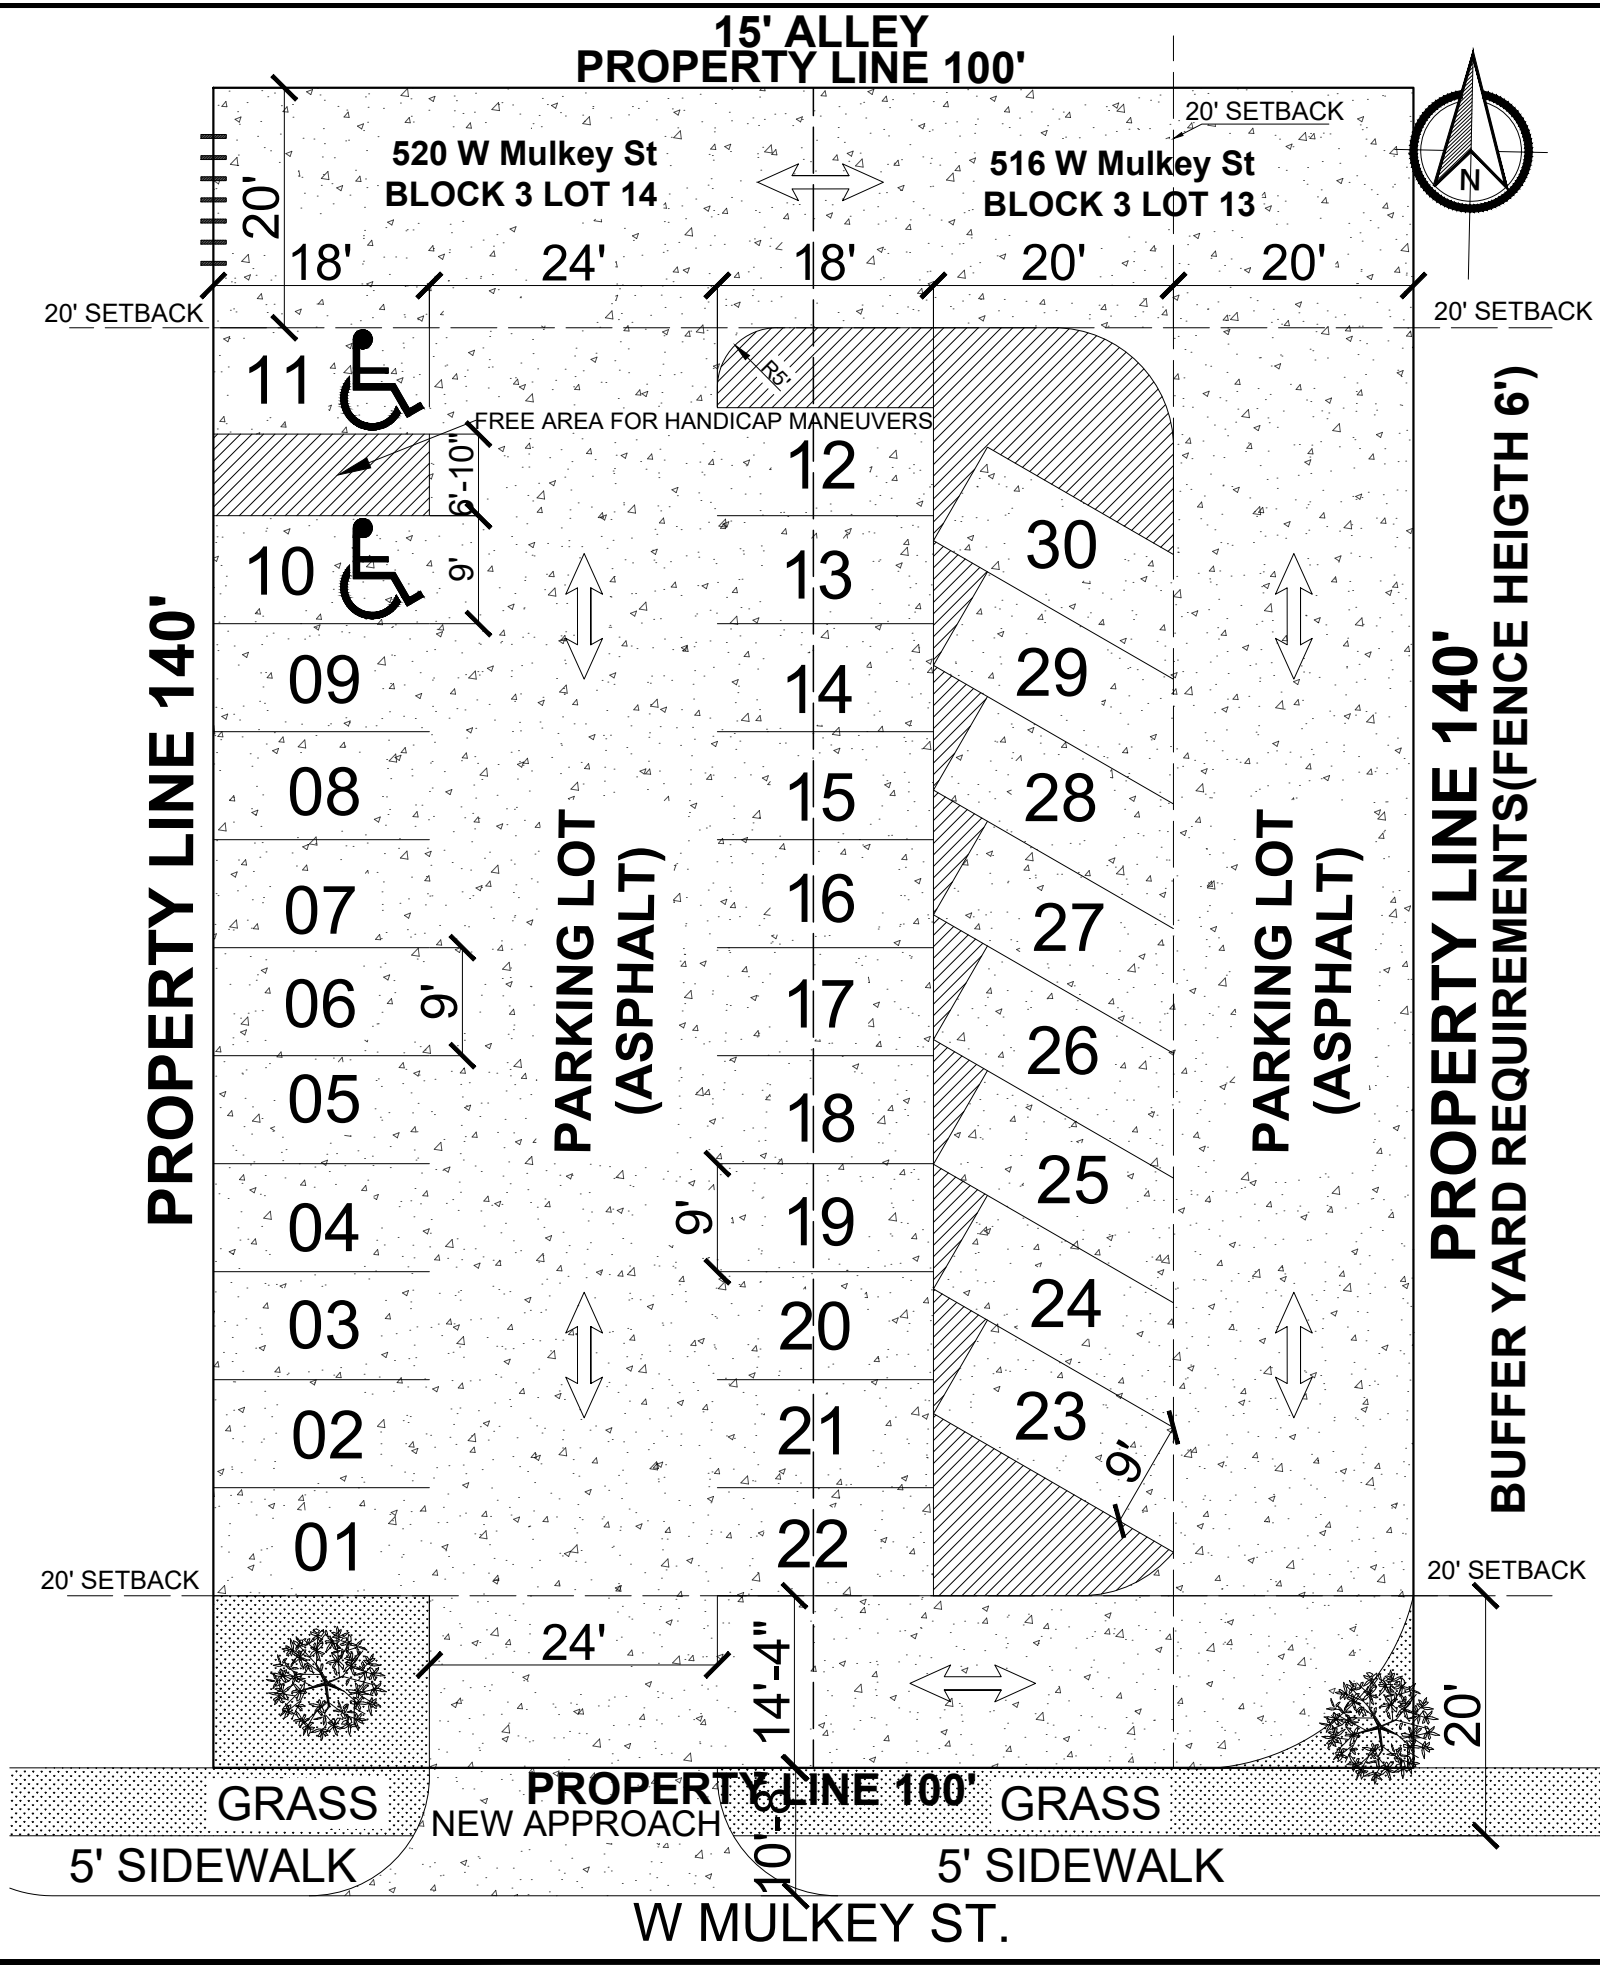 15' ALLEY
PROPERTY LINE 100'
20' SETBACK
520 W Mulkey St
BLOCK 3 LOT 14
516 W Mulkey St
BLOCK 3 LOT 13
N
20'
18'
24'
18'
20'
20'
20' SETBACK
20' SETBACK
11
R5'
FREE AREA FOR HANDICAP MANEUVERS
6'-10"
12
10
9'
13
30
09
14
29
08
15
28
07
16
27
06
9'
17
26
05
18
25
04
9'
19
24
03
20
02
21
23
9'
01
22
PROPERTY LINE 140'
PARKING LOT
(ASPHALT)
PARKING LOT
(ASPHALT)
PROPERTY LINE 140'
BUFFER YARD REQUIREMENTS(FENCE HEIGTH 6')
20' SETBACK
20' SETBACK
24'
14'-4"
20'
PROPERTY LINE 100'
GRASS
NEW APPROACH
10'-8"
GRASS
5' SIDEWALK
5' SIDEWALK
W MULKEY ST.